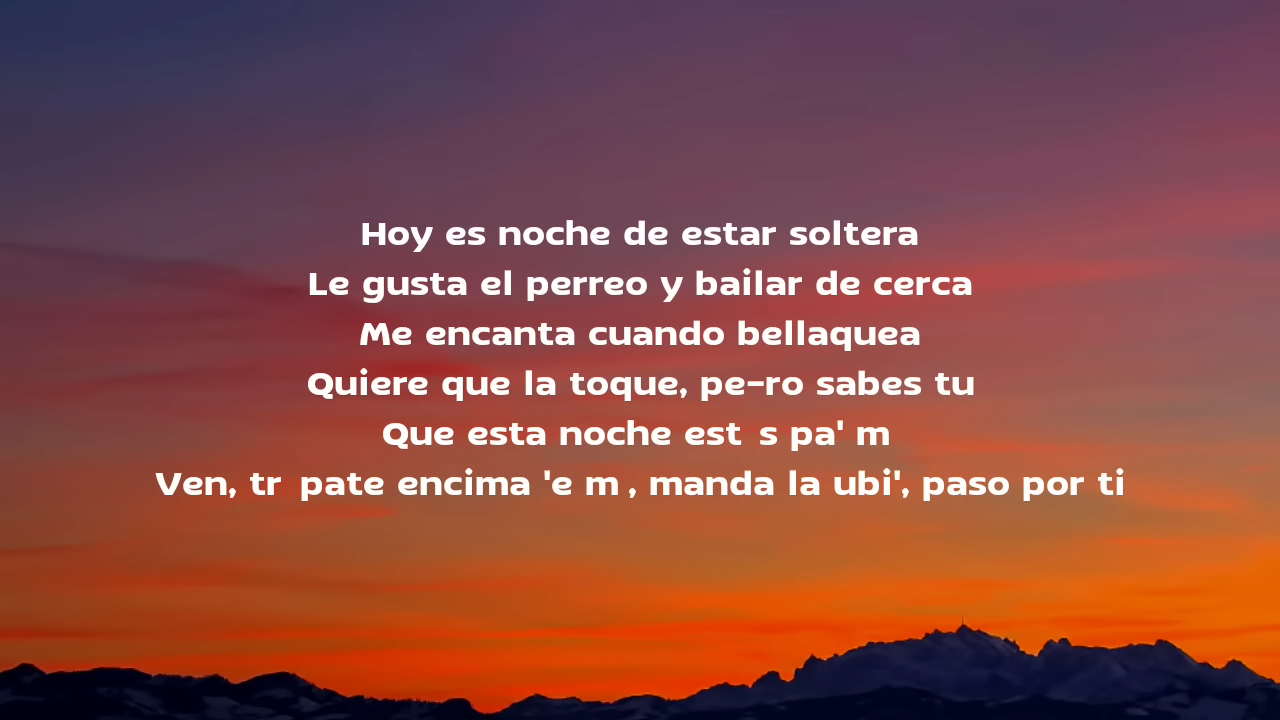 Hoy es noche de estar soltera
Le gusta el perreo y bailar de cerca
Me encanta cuando bellaquea
Quiere que la toque, pe-ro sabes tu
Que esta noche est s pa' m
Ven, tr pate encima 'e m , manda la ubi', paso por ti